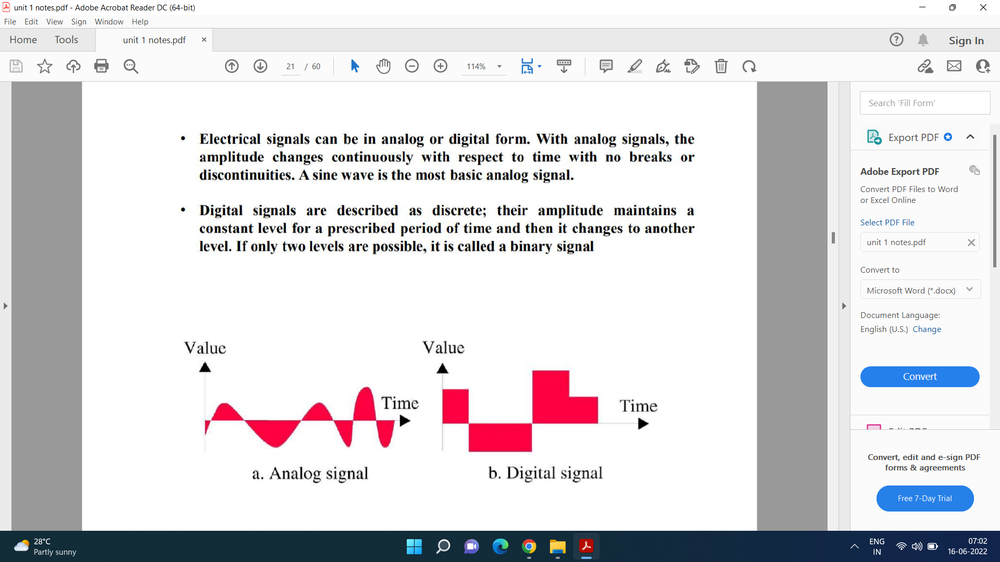 unit 1 notes.pdf - Adobe Acrobat Reader DC (64-bit)
File Edit View Sign Window Help
Home Tools unit 1 notes.pdf × Sign In
21 / 60 114%
• Electrical signals can be in analog or digital form. With analog signals, the
amplitude changes continuously with respect to time with no breaks or
discontinuities. A sine wave is the most basic analog signal.
• Digital signals are described as discrete; their amplitude maintains a
constant level for a prescribed period of time and then it changes to another
level. If only two levels are possible, it is called a binary signal
Value
Time
a. Analog signal
Value
Time
b. Digital signal
Search 'Fill Form'
Export PDF
Adobe Export PDF
Convert PDF Files to Word
or Excel Online
Select PDF File
unit 1 notes.pdf
Convert to
Microsoft Word (*.docx)
Document Language:
English (U.S.) Change
Convert
Convert, edit and e-sign PDF
forms & agreements
Free 7-Day Trial
28°C
Partly sunny
ENG
IN
07:02
16-06-2022